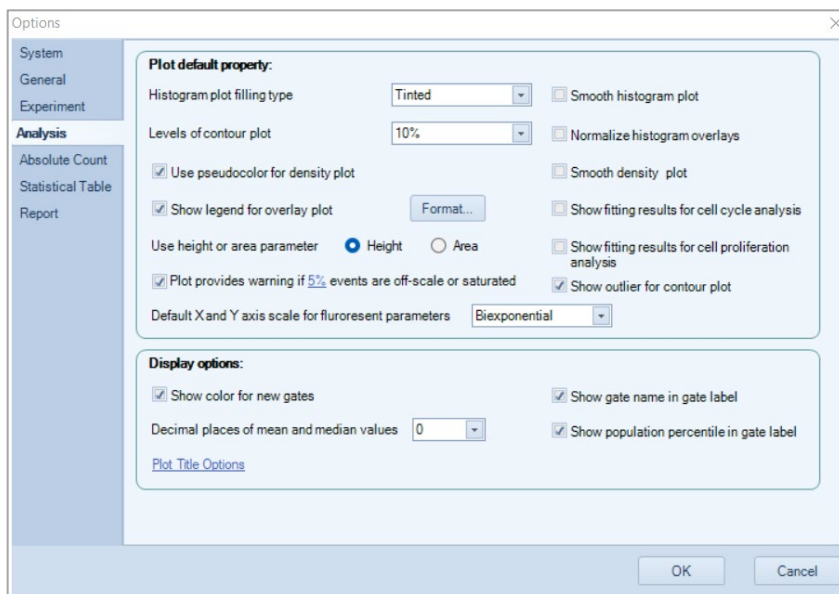 Options
System
General
Experiment
Analysis
Absolute Count
Statistical Table
Report
Plot default property:
Histogram plot filling type Tinted Smooth histogram plot
Levels of contour plot 10% Normalize histogram overlays
Use pseudocolor for density plot Smooth density plot
Show legend for overlay plot Format... Show fitting results for cell cycle analysis
Use height or area parameter Height Area Show fitting results for cell proliferation
analysis
Plot provides warning if 5% events are off-scale or saturated Show outlier for contour plot
Default X and Y axis scale for fluroresent parameters Biexponential
Display options:
Show color for new gates Show gate name in gate label
Decimal places of mean and median values 0 Show population percentile in gate label
Plot Title Options
OK Cancel